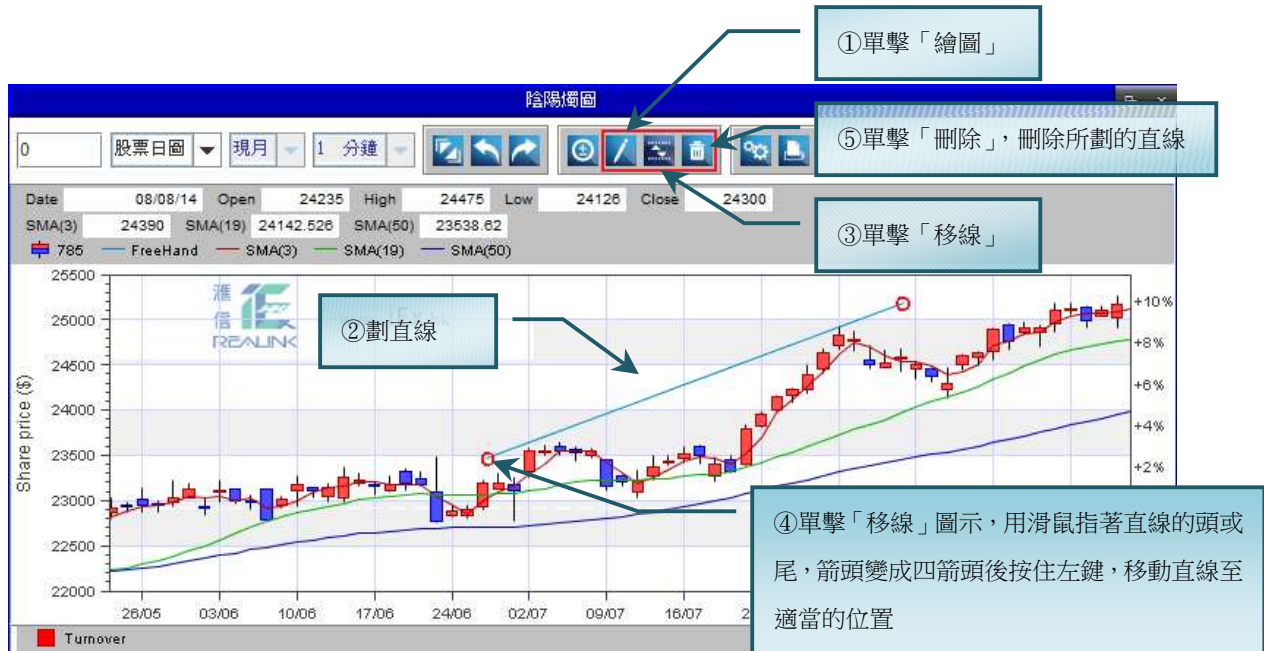 ①單擊「繪圖」
陰陽燭圖
⑤單擊「刪除」，刪除所劃的直線
0 股票日圖 現月 1 分鐘
Date 08/08/14 Open 24235 High 24475 Low 24126 Close 24300
SMA(3) 24390 SMA(19) 24142.526 SMA(50) 23538.62
785 FreeHand SMA(3) SMA(19) SMA(50)
③單擊「移線」
滙信
REALINK
②劃直線
Share price ($)
25500
25000
24500
24000
23500
23000
22500
22000
+10%
+8%
+6%
+4%
+2%
④單擊「移線」圖示，用滑鼠指著直線的頭或
尾，箭頭變成四箭頭後按住左鍵，移動直線至
適當的位置
26/05 03/06 10/06 17/06 24/06 02/07 09/07 16/07
Turnover